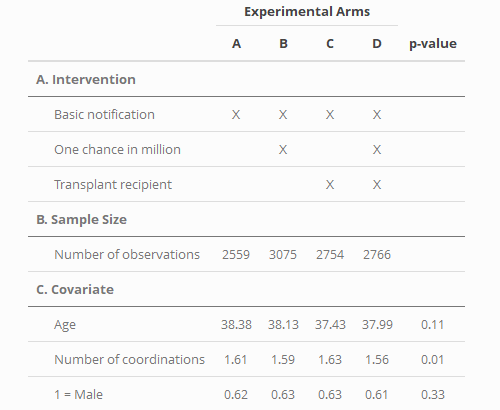 Experimental Arms
A B C D p-value
A. Intervention
Basic notification X X X X
One chance in million X X
Transplant recipient X X
B. Sample Size
Number of observations 2559 3075 2754 2766
C. Covariate
Age 38.38 38.13 37.43 37.99 0.11
Number of coordinations 1.61 1.59 1.63 1.56 0.01
1 = Male 0.62 0.63 0.63 0.61 0.33